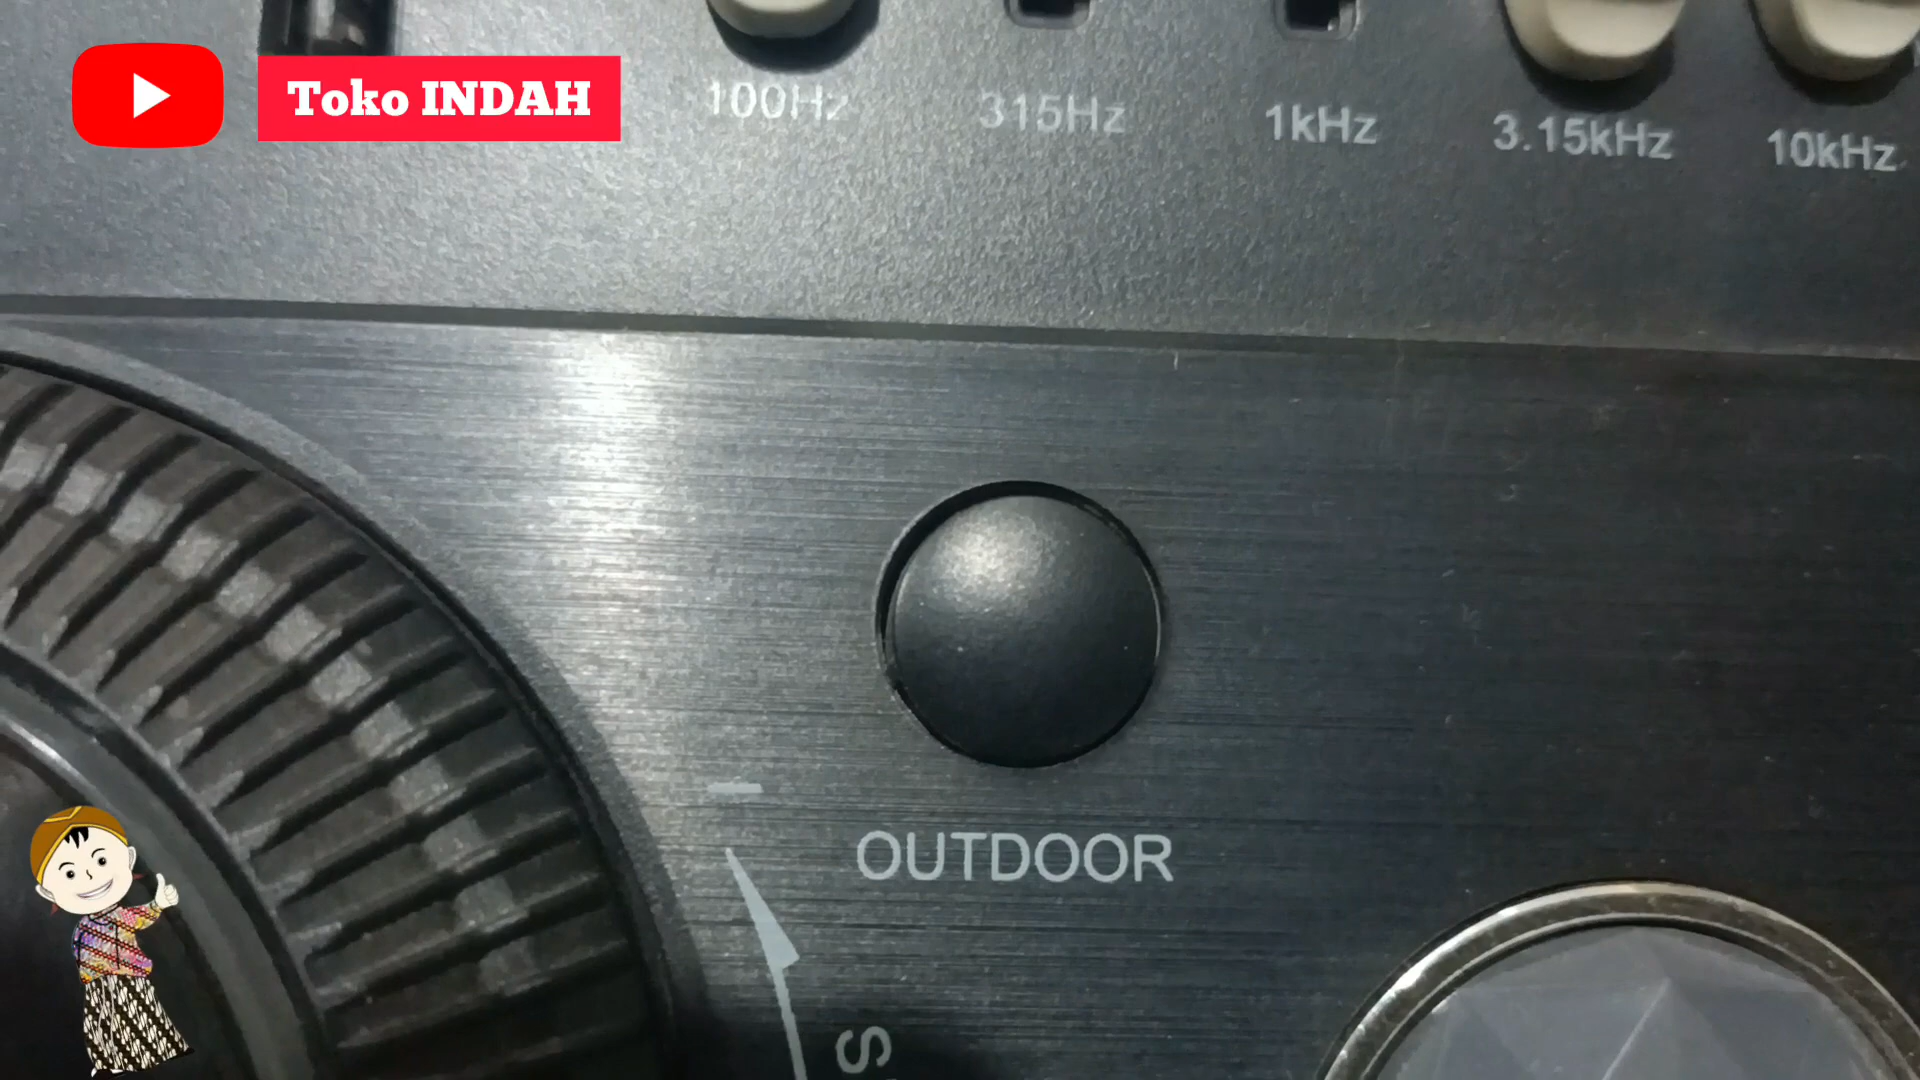 Toko INDAH
100Hz
315Hz
1kHz
3.15kHz
10kHz
OUTDOOR
S